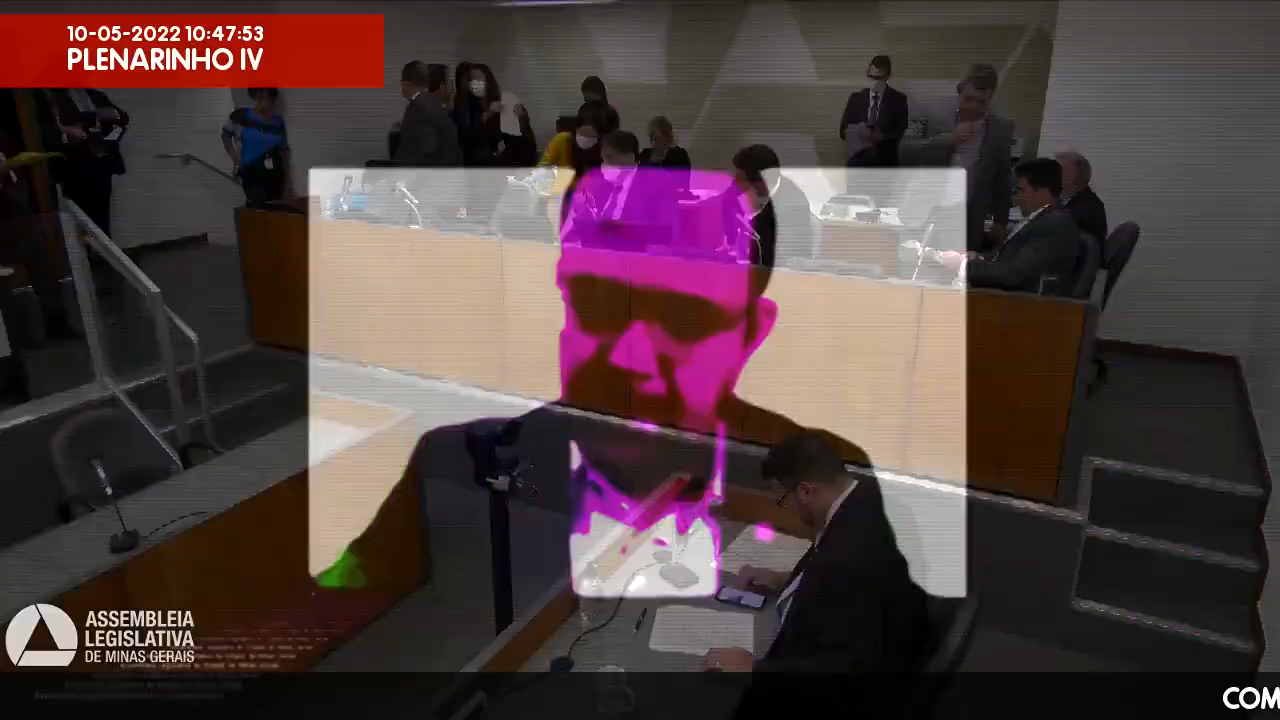 10-05-2022 10:47:53
PLENARINHO IV
ASSEMBLEIA
LEGISLATIVA
DE MINAS GERAIS
COM